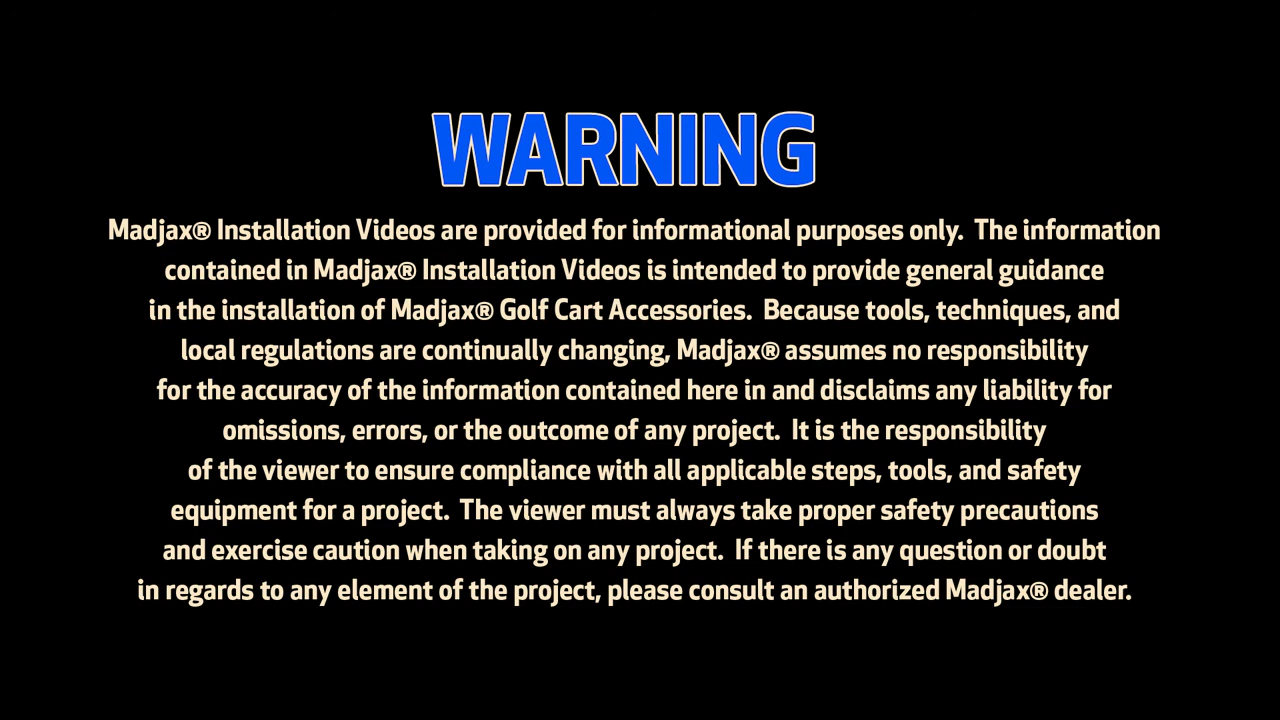 WARNING
Madjax® Installation Videos are provided for informational purposes only.  The information
contained in Madjax® Installation Videos is intended to provide general guidance
in the installation of Madjax® Golf Cart Accessories.  Because tools, techniques, and
local regulations are continually changing, Madjax® assumes no responsibility
for the accuracy of the information contained here in and disclaims any liability for
omissions, errors, or the outcome of any project.  It is the responsibility
of the viewer to ensure compliance with all applicable steps, tools, and safety
equipment for a project.  The viewer must always take proper safety precautions
and exercise caution when taking on any project.  If there is any question or doubt
in regards to any element of the project, please consult an authorized Madjax® dealer.